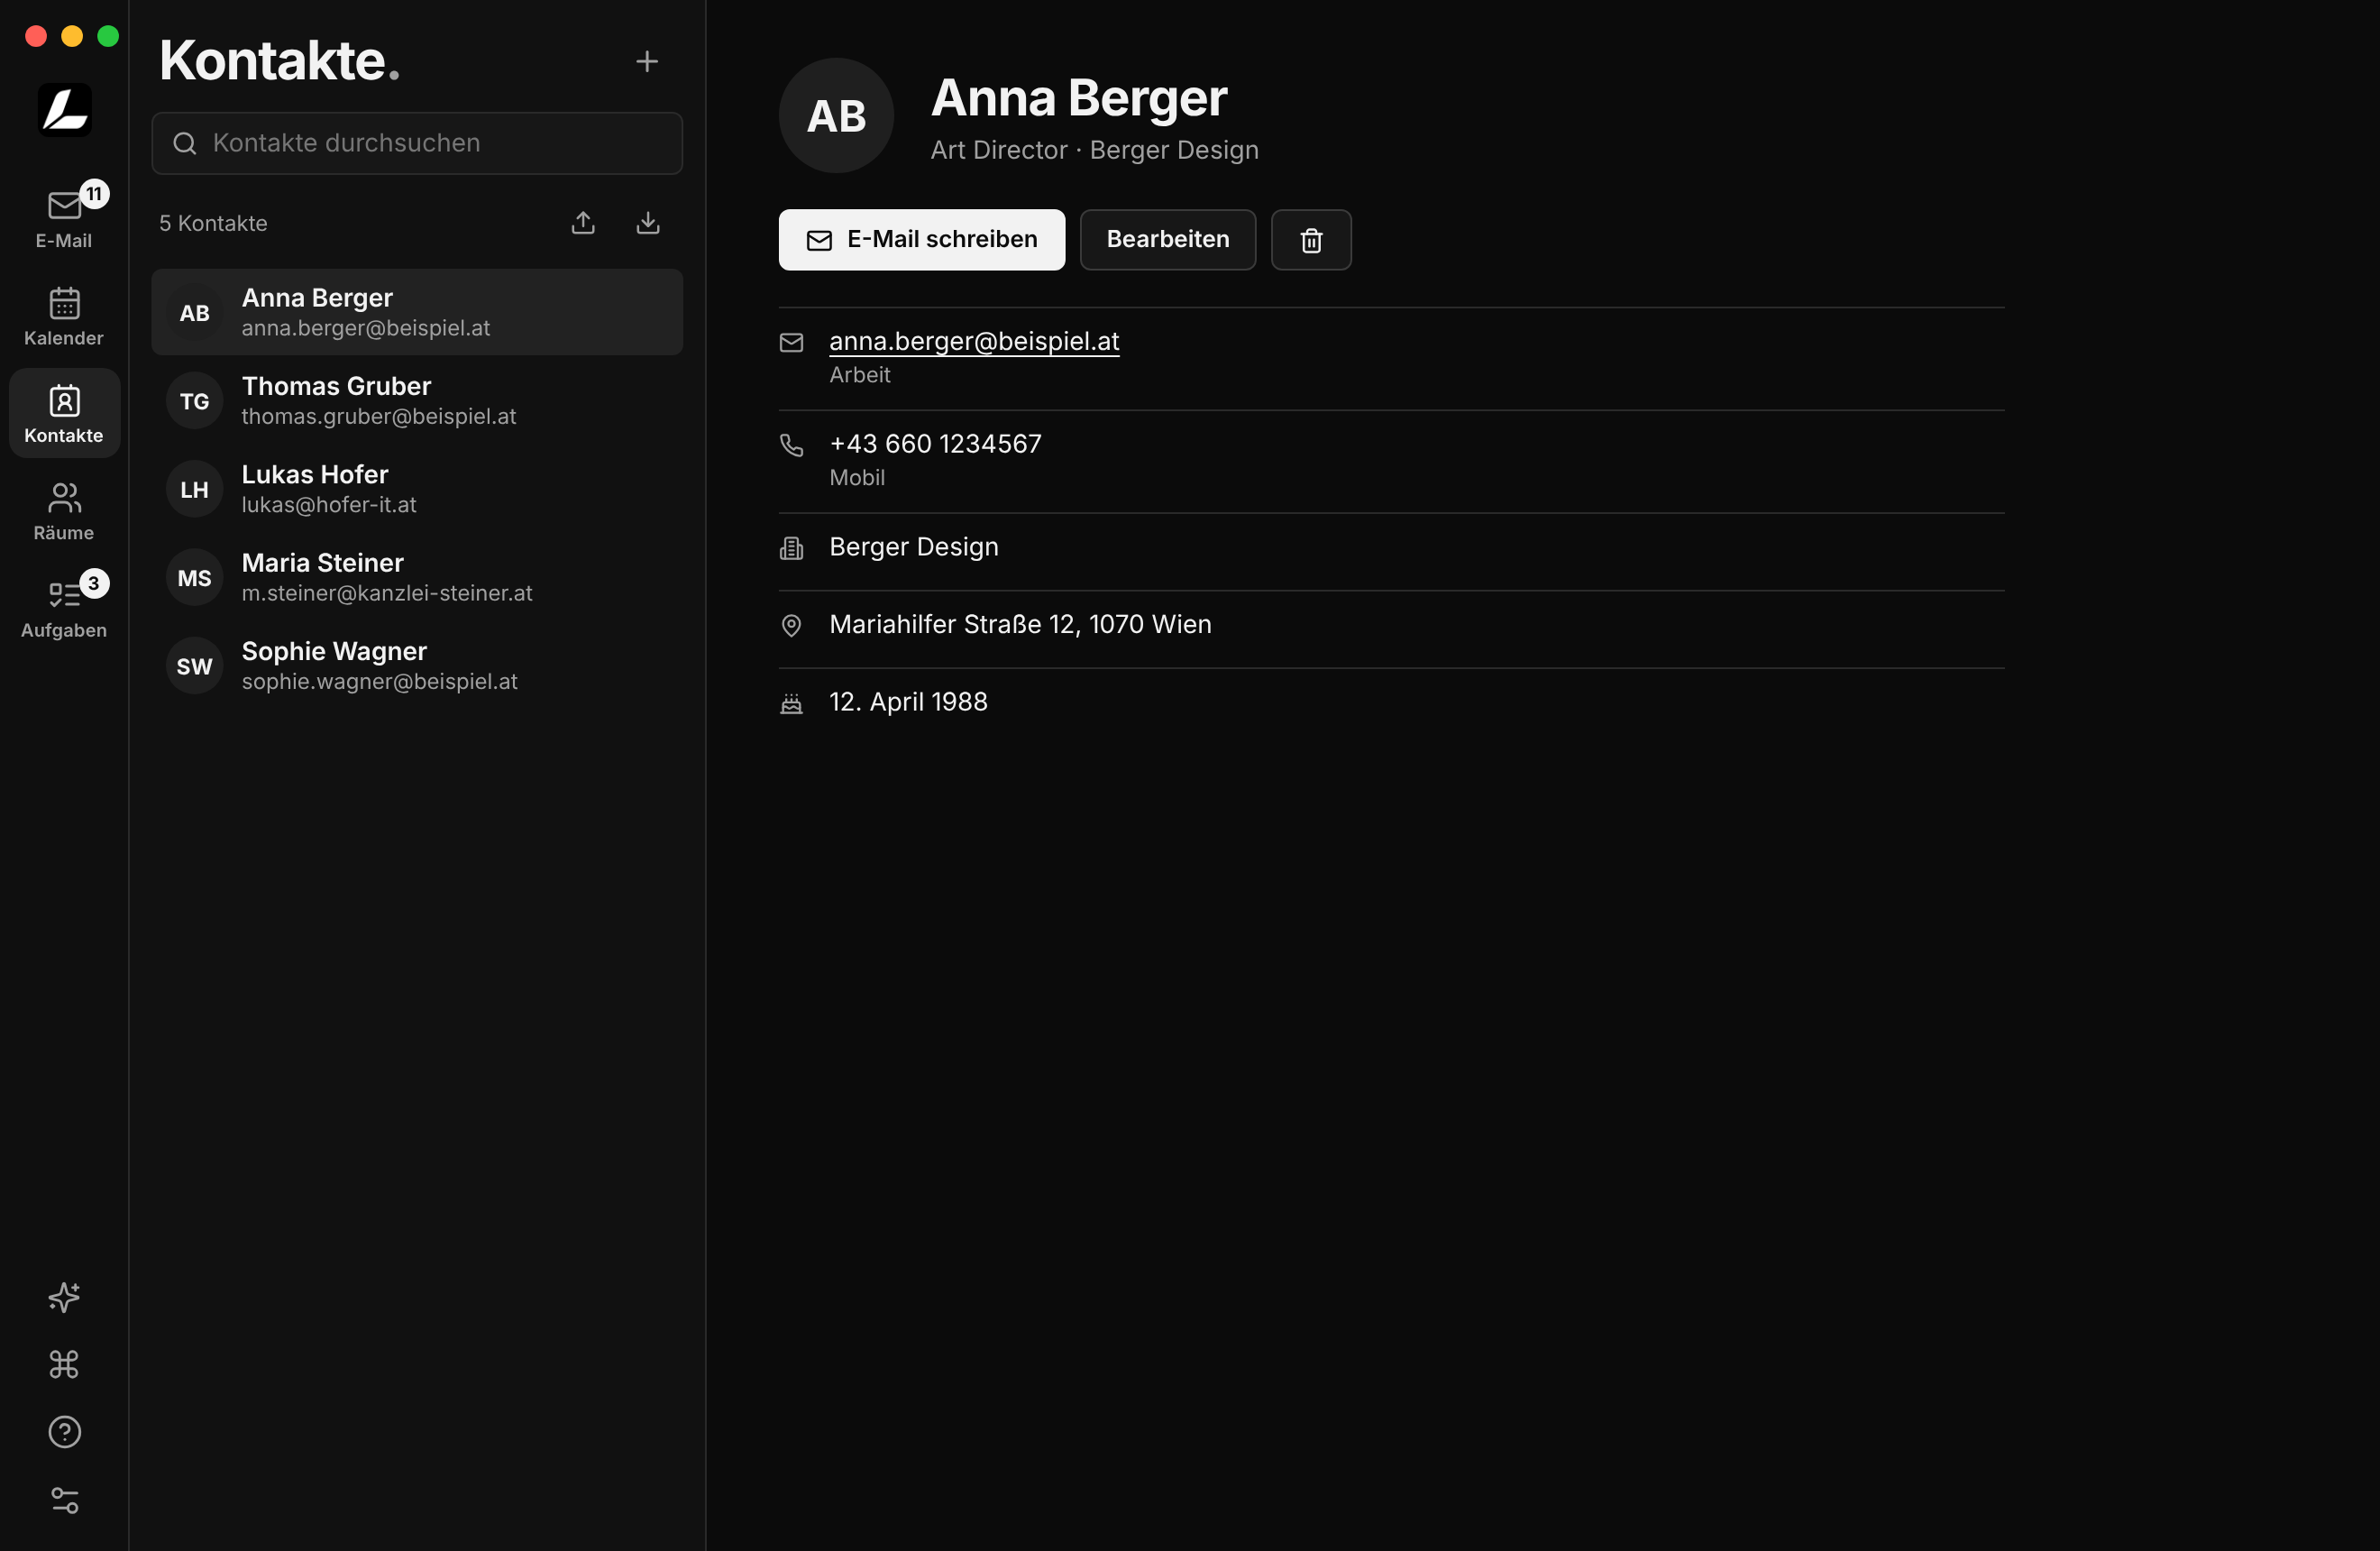 11
E-Mail
Kalender
Kontakte
Räume
3
Aufgaben
Kontakte.
Kontakte durchsuchen
5 Kontakte
AB
Anna Berger
anna.berger@beispiel.at
TG
Thomas Gruber
thomas.gruber@beispiel.at
LH
Lukas Hofer
lukas@hofer-it.at
MS
Maria Steiner
m.steiner@kanzlei-steiner.at
SW
Sophie Wagner
sophie.wagner@beispiel.at
AB
Anna Berger
Art Director · Berger Design
E-Mail schreiben
Bearbeiten
anna.berger@beispiel.at
Arbeit
+43 660 1234567
Mobil
Berger Design
Mariahilfer Straße 12, 1070 Wien
12. April 1988